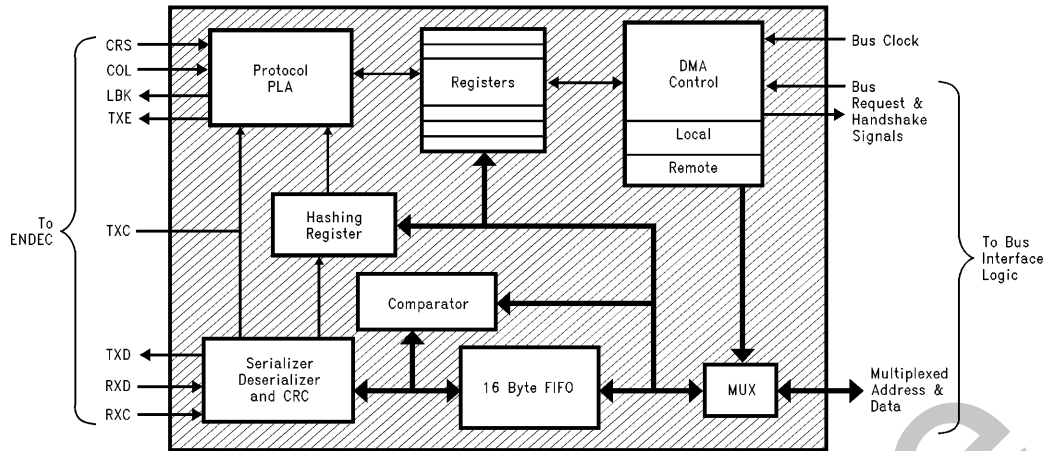 CRS
COL
LBK
TXE
To
ENDEC
TXC
TXD
RXD
RXC
Protocol
PLA
Registers
DMA
Control
Local
Remote
Bus Clock
Bus
Request &
Handshake
Signals
Hashing
Register
Comparator
To Bus
Interface
Logic
Serializer
Deserializer
and CRC
16 Byte FIFO
MUX
Multiplexed
Address &
Data